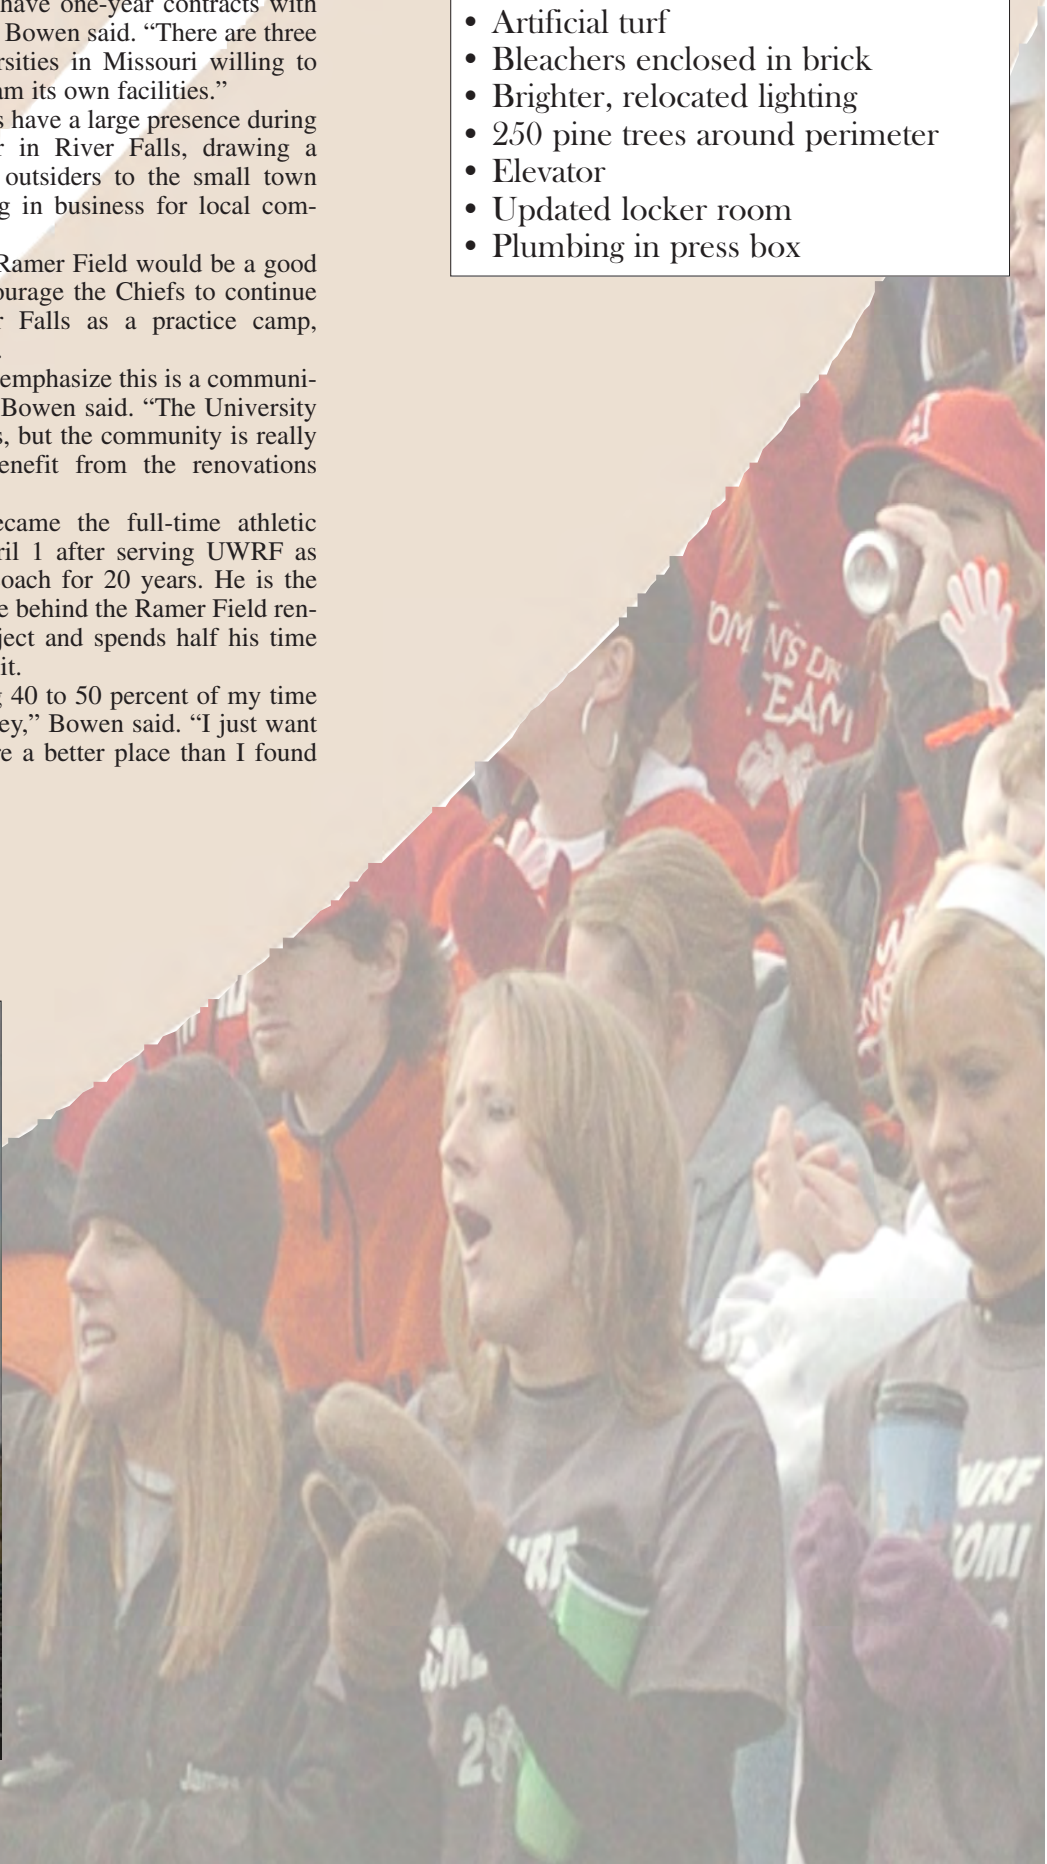 have one-year contracts with
Bowen said. “There are three
rsities in Missouri willing to
am its own facilities.”
s have a large presence during
r in River Falls, drawing a
outsiders to the small town
g in business for local com-
Ramer Field would be a good
ourage the Chiefs to continue
r Falls as a practice camp,
emphasize this is a communi-
Bowen said. “The University
s, but the community is really
enefit from the renovations
ecame the full-time athletic
ril 1 after serving UWRF as
oach for 20 years. He is the
e behind the Ramer Field ren-
ject and spends half his time
it.
g 40 to 50 percent of my time
ey,” Bowen said. “I just want
e a better place than I found
• Artificial turf
• Bleachers enclosed in brick
• Brighter, relocated lighting
• 250 pine trees around perimeter
• Elevator
• Updated locker room
• Plumbing in press box
OM N'S
TEAM
WRF
OMI